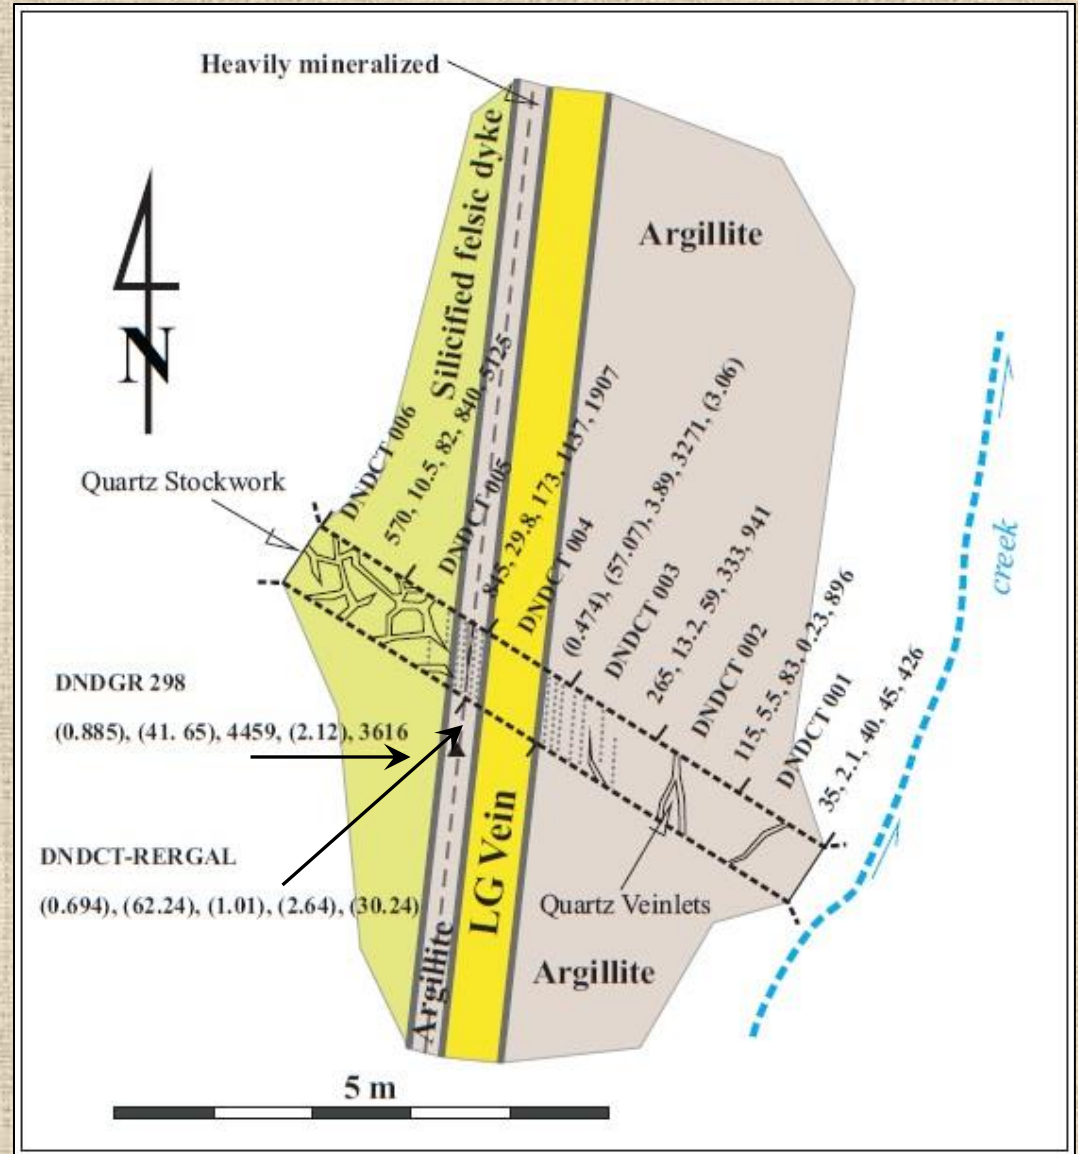 Heavily mineralized
Silicified felsic dyke
Argillite
N
Quartz Stockwork
DNDCT 006
570, 10.5, 82, 840, 5125
DNDCT-005
845, 29.8, 173, 1137, 1907
DNDCT 004
(0.474), (57.07), 3.89, 3271, (3.06)
DNDCT 003
265, 13.2, 59, 333, 941
DNDCT 002
115, 5.5, 83, 0.23, 896
DNDCT 001
35, 2.1, 40, 45, 426
creek
DNDGR 298
(0.885), (41. 65), 4459, (2.12), 3616
DNDCT-RERGAL
(0.694), (62.24), (1.01), (2.64), (30.24)
LG Vein
Quartz Veinlets
Argillite
Argillite
5 m